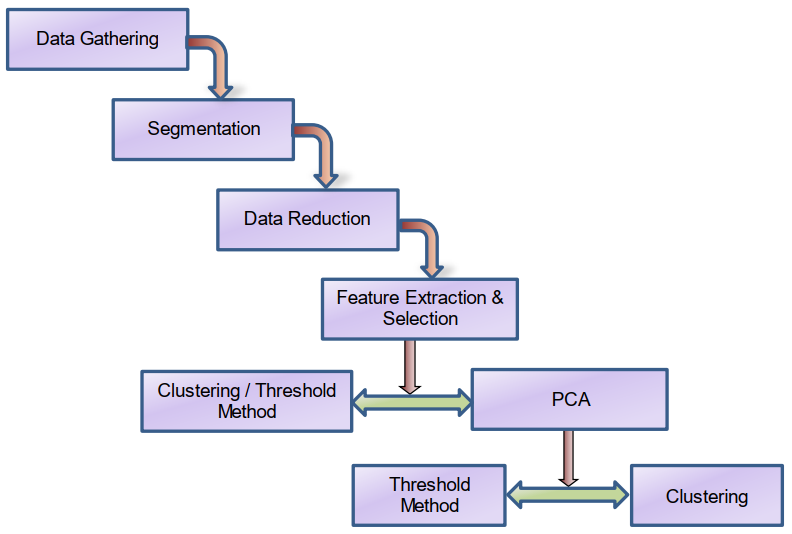 Data Gathering
Segmentation
Data Reduction
Feature Extraction &
Selection
Clustering / Threshold
Method
PCA
Threshold
Method
Clustering